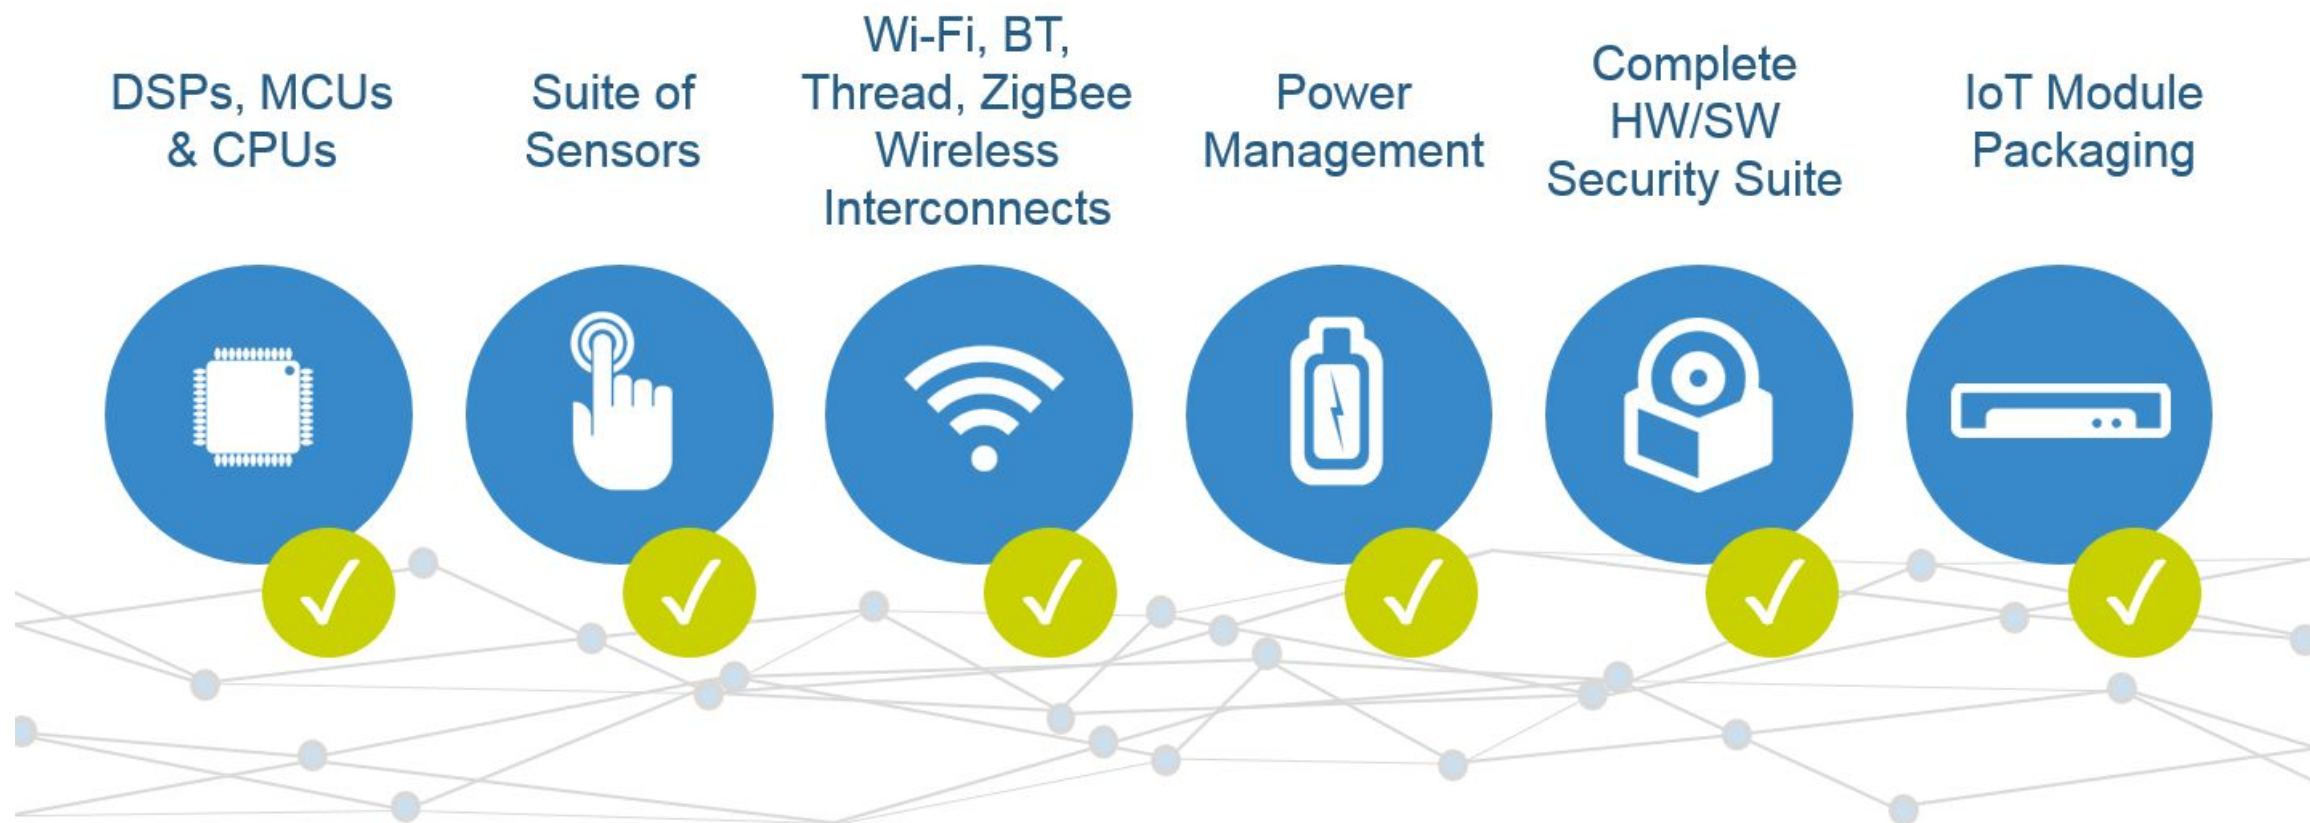 DSPs, MCUs
& CPUs
Suite of
Sensors
Wi-Fi, BT,
Thread, ZigBee
Wireless
Interconnects
Power
Management
Complete
HW/SW
Security Suite
IoT Module
Packaging